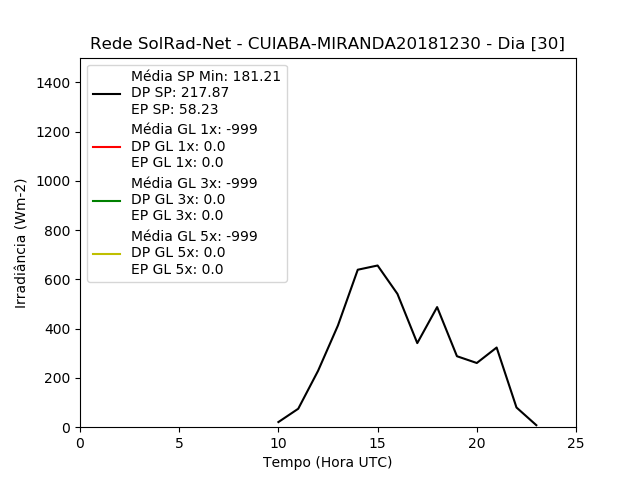 Rede SolRad-Net - CUIABA-MIRANDA20181230 - Dia [30]
Média SP Min: 181.21
DP SP: 217.87
EP SP: 58.23
Média GL 1x: -999
DP GL 1x: 0.0
EP GL 1x: 0.0
Média GL 3x: -999
DP GL 3x: 0.0
EP GL 3x: 0.0
Média GL 5x: -999
DP GL 5x: 0.0
EP GL 5x: 0.0
1400
1200
1000
800
600
400
200
0
Irradiância (Wm-2)
0 5 10 15 20 25
Tempo (Hora UTC)